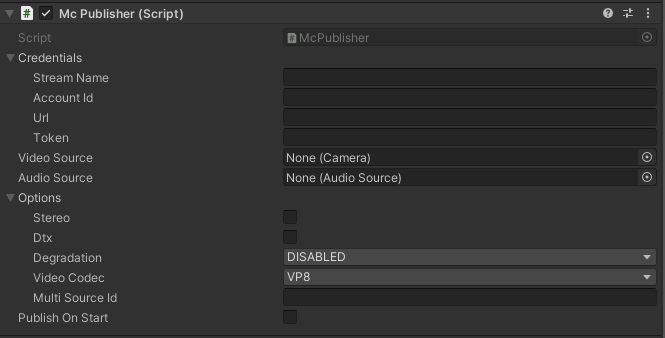 Mc Publisher (Script)
Script McPublisher
Credentials
Stream Name
Account Id
Url
Token
Video Source None (Camera)
Audio Source None (Audio Source)
Options
Stereo
Dtx
Degradation DISABLED
Video Codec VP8
Multi Source Id
Publish On Start